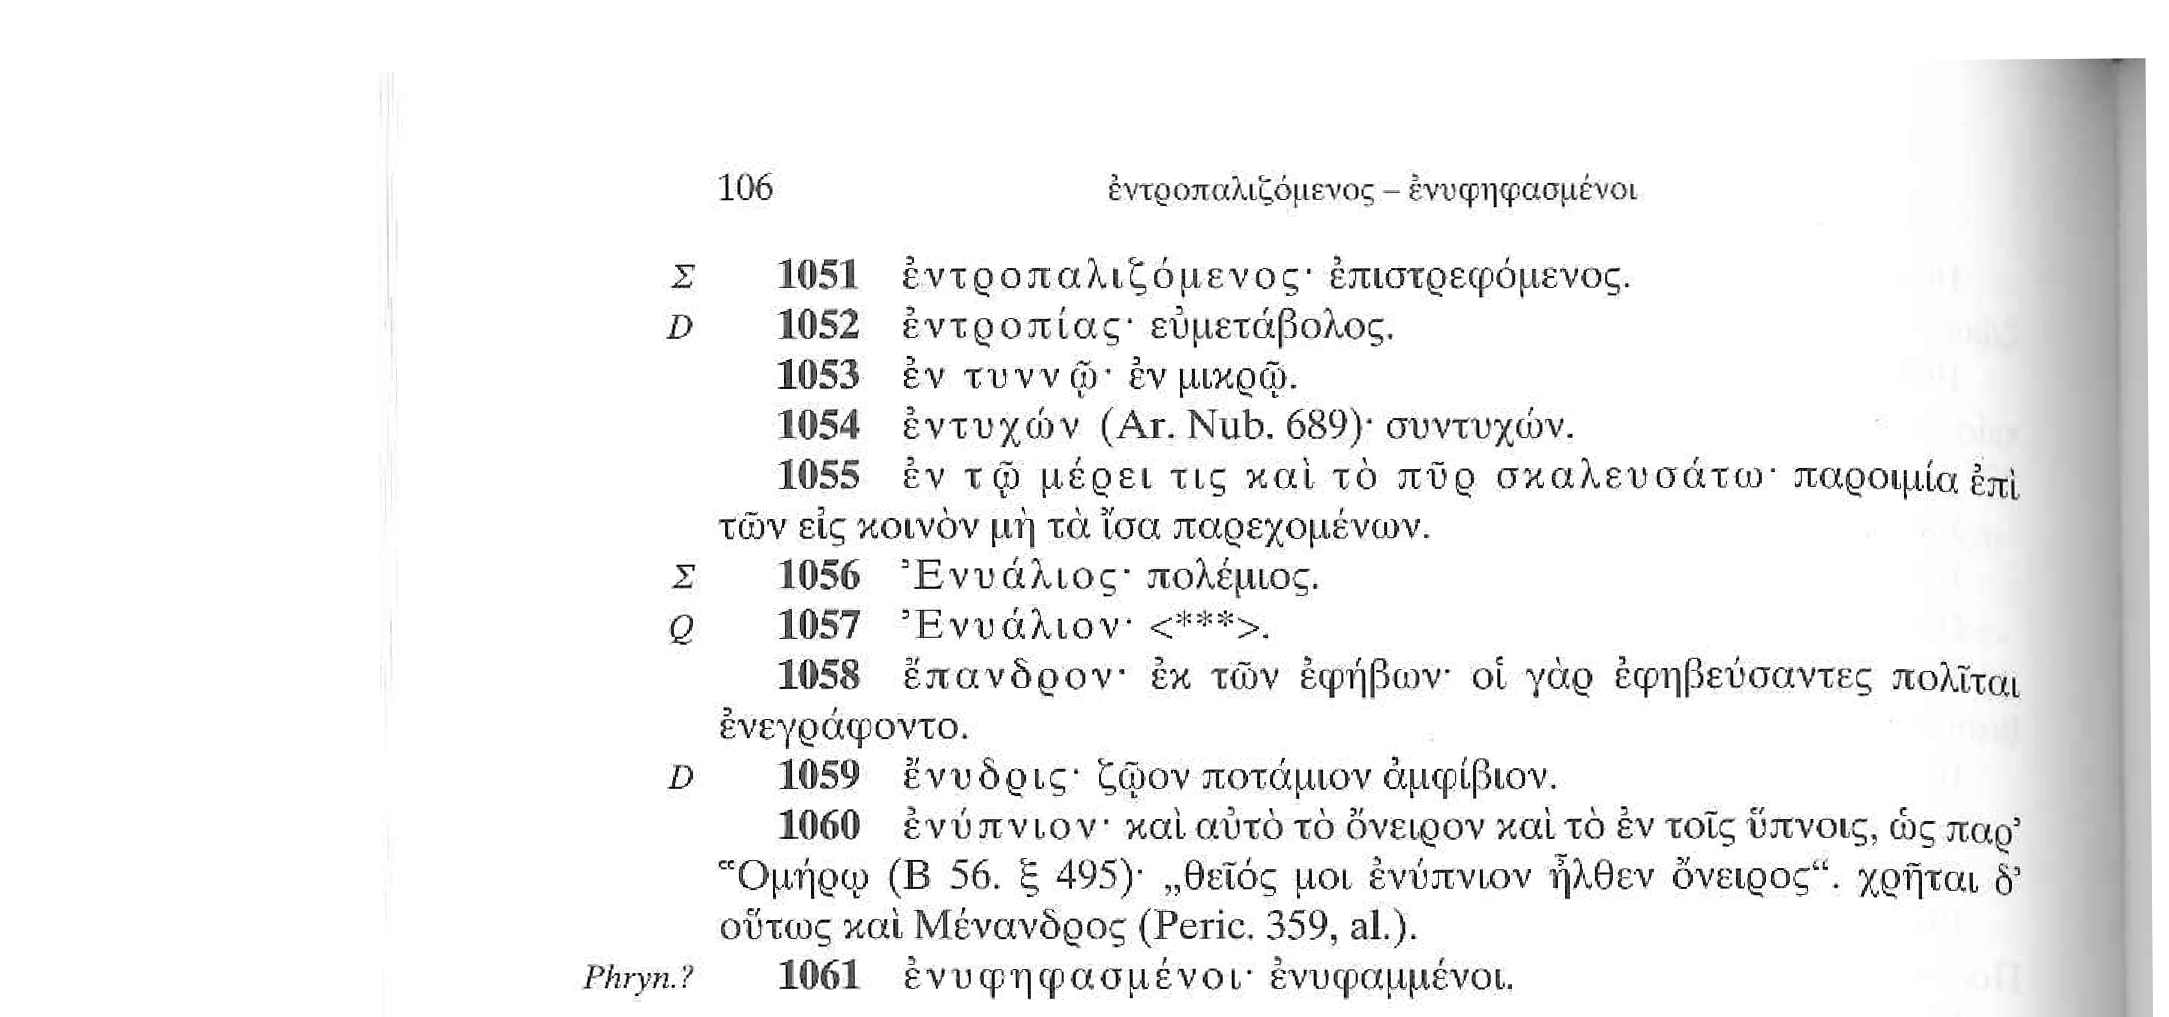 106 ἐντροπαλιζόμενος – ἐνυφηφασμένοι
Σ 1051 ἐντροπαλιζόμενος· ἐπιστρεφόμενος.
D 1052 ἐντροπίας· εὐμετάβολος.
1053 ἐν τυννῷ· ἐν μικρῷ.
1054 ἐντυχών (Ar. Nub. 689)· συντυχών.
1055 ἐν τῷ μέρει τις καὶ τὸ πῦρ σκαλευσάτω· παροιμία ἐπὶ
τῶν εἰς κοινὸν μὴ τὰ ἴσα παρεχομένων.
Σ 1056 Ἐνυάλιος· πολέμιος.
Q 1057 Ἐνυάλιον· <***>.
1058 ἔπανδρον· ἐκ τῶν ἐφήβων· οἱ γὰρ ἐφηβεύσαντες πολῖται
ἐνεγράφοντο.
D 1059 ἔνυδρις· ζῷον ποτάμιον ἀμφίβιον.
1060 ἐνύπνιον· καὶ αὐτὸ τὸ ὄνειρον καὶ τὸ ἐν τοῖς ὕπνοις, ὡς παρ’
Ὁμήρῳ (Β 56. ξ 495)· „θεῖός μοι ἐνύπνιον ἦλθεν ὄνειρος“. χρῆται δ’
οὕτως καὶ Μένανδρος (Peric. 359, al.).
Phryn.? 1061 ἐνυφηφασμένοι· ἐνυφαμμένοι.